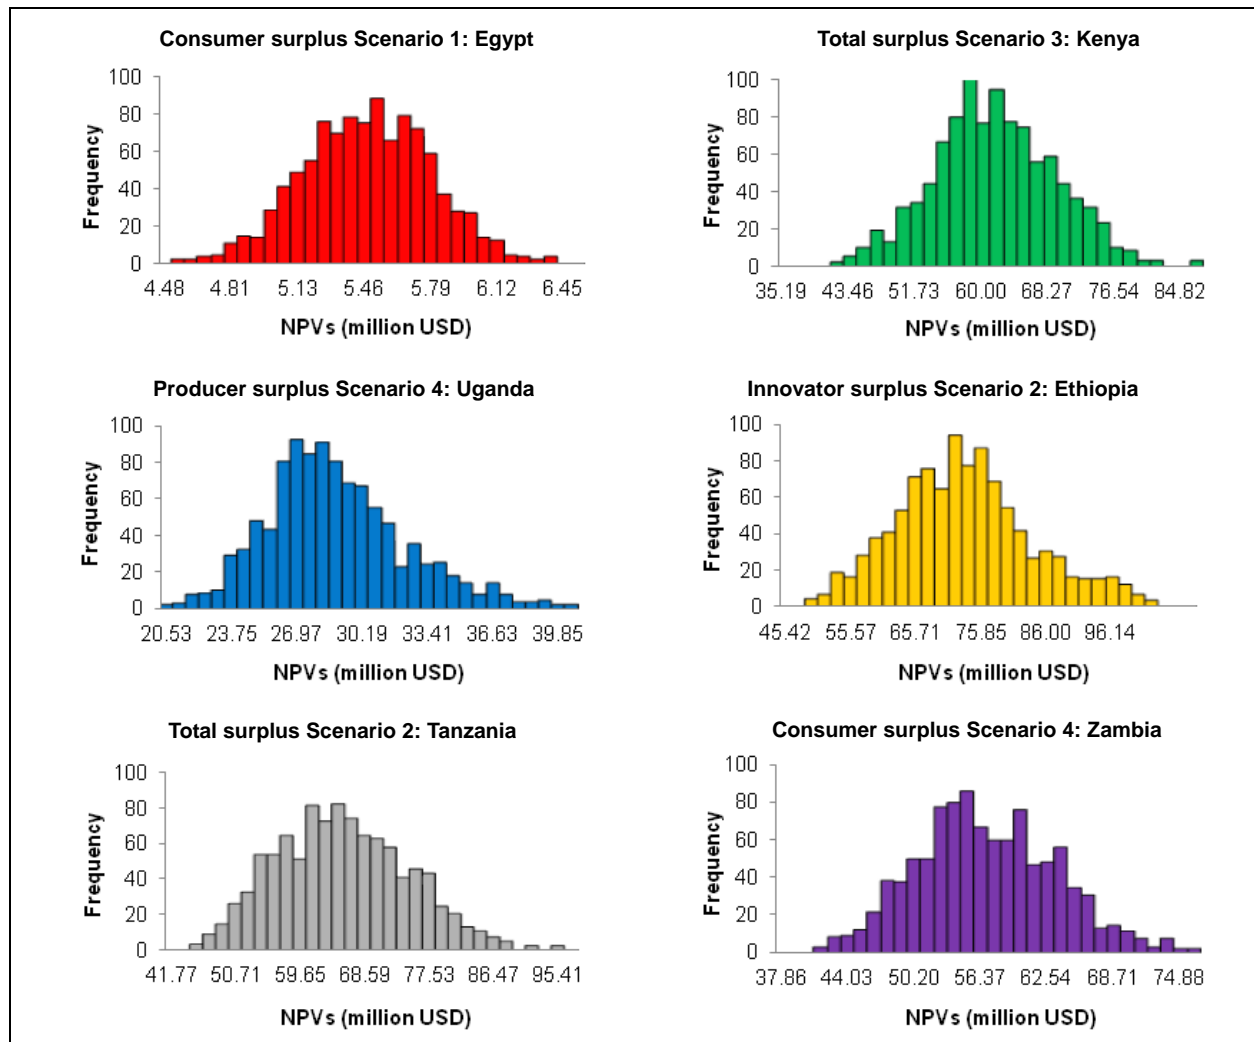 Consumer surplus Scenario 1: Egypt
100
80
60
40
20
0
Frequency
4.48 4.81 5.13 5.46 5.79 6.12 6.45
NPVs (million USD)
Total surplus Scenario 3: Kenya
100
80
60
40
20
0
Frequency
35.19 43.46 51.73 60.00 68.27 76.54 84.82
NPVs (million USD)
Producer surplus Scenario 4: Uganda
100
80
60
40
20
0
Frequency
20.53 23.75 26.97 30.19 33.41 36.63 39.85
NPVs (million USD)
Innovator surplus Scenario 2: Ethiopia
100
80
60
40
20
0
Frequency
45.42 55.57 65.71 75.85 86.00 96.14
NPVs (million USD)
Total surplus Scenario 2: Tanzania
100
80
60
40
20
0
Frequency
41.77 50.71 59.65 68.59 77.53 86.47 95.41
NPVs (million USD)
Consumer surplus Scenario 4: Zambia
100
80
60
40
20
0
Frequency
37.86 44.03 50.20 56.37 62.54 68.71 74.88
NPVs (million USD)